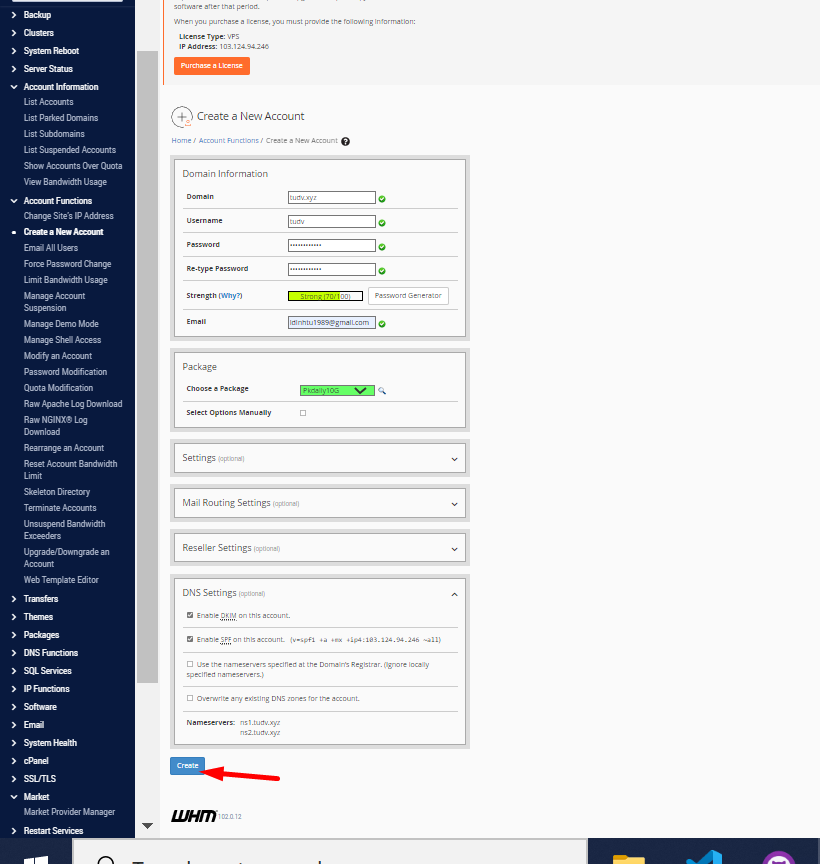 Backup
Clusters
System Reboot
Server Status
Account Information
List Accounts
List Parked Domains
List Subdomains
List Suspended Accounts
Show Accounts Over Quota
View Bandwidth Usage
Account Functions
Change Site's IP Address
Create a New Account
Email All Users
Force Password Change
Limit Bandwidth Usage
Manage Account
Suspension
Manage Demo Mode
Manage Shell Access
Modify an Account
Password Modification
Quota Modification
Raw Apache Log Download
Raw NGINX® Log
Download
Rearrange an Account
Reset Account Bandwidth
Limit
Skeleton Directory
Terminate Accounts
Unsuspend Bandwidth
Exceeders
Upgrade/Downgrade an
Account
Web Template Editor
Transfers
Themes
Packages
DNS Functions
SQL Services
IP Functions
Software
Email
System Health
cPanel
SSL/TLS
Market
Market Provider Manager
Restart Services
software after that period.
When you purchase a license, you must provide the following information:
License Type: VPS
IP Address: 103.124.94.246
Purchase a License
Create a New Account
Home / Account Functions / Create a New Account
Domain Information
Domain
tudv.xyz
Username
tudv
Password
Re-type Password
Strength (Why?)
Strong (70/100)
Password Generator
Email
ldinhtu1989@gmail.com
Package
Choose a Package
Pkdaily10G
Select Options Manually
Settings (optional)
Mail Routing Settings (optional)
Reseller Settings (optional)
DNS Settings (optional)
Enable DKIM on this account.
Enable SPF on this account. (v=spf1 +a +mx +ip4:103.124.94.246 ~all)
Use the nameservers specified at the Domain's Registrar. (Ignore locally
specified nameservers.)
Overwrite any existing DNS zones for the account.
Nameservers: ns1.tudv.xyz
ns2.tudv.xyz
Create
WHM 102.0.12